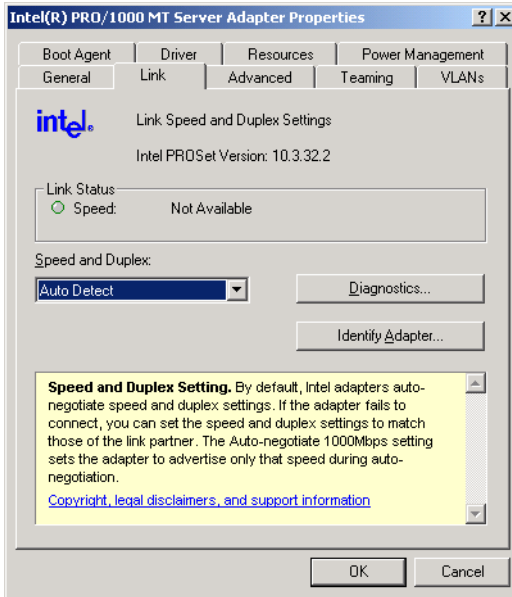 Intel(R) PRO/1000 MT Server Adapter Properties
Boot Agent Driver Resources Power Management
General Link Advanced Teaming VLANs
intel® Link Speed and Duplex Settings
Intel PROSet Version: 10.3.32.2
Link Status
Speed: Not Available
Speed and Duplex:
Auto Detect Diagnostics...
Identify Adapter...
Speed and Duplex Setting. By default, Intel adapters auto-
negotiate speed and duplex settings. If the adapter fails to
connect, you can set the speed and duplex settings to match
those of the link partner. The Auto-negotiate 1000Mbps setting
sets the adapter to advertise only that speed during auto-
negotiation.
Copyright, legal disclaimers, and support information
OK Cancel